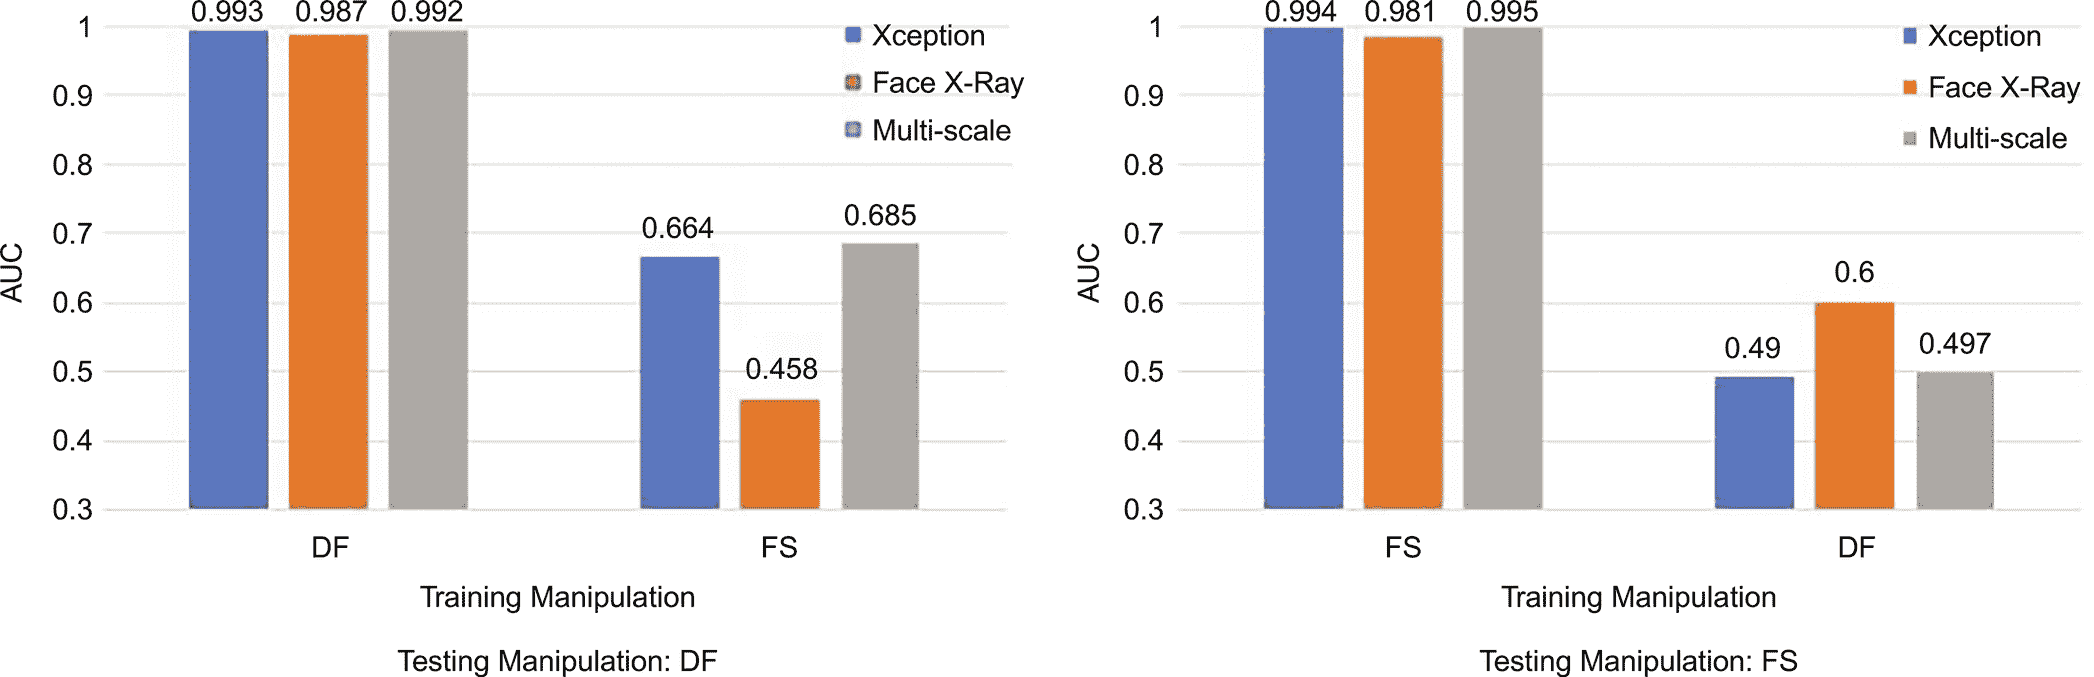 0.993 0.987 0.992
1
0.9
0.8
0.7
0.6
0.5
0.4
0.3
AUC
Xception
Face X-Ray
Multi-scale
0.664
0.458
0.685
DF
FS
Training Manipulation
Testing Manipulation: DF
0.994 0.981 0.995
1
0.9
0.8
0.7
0.6
0.5
0.4
0.3
AUC
Xception
Face X-Ray
Multi-scale
0.49
0.6
0.497
FS
DF
Training Manipulation
Testing Manipulation: FS